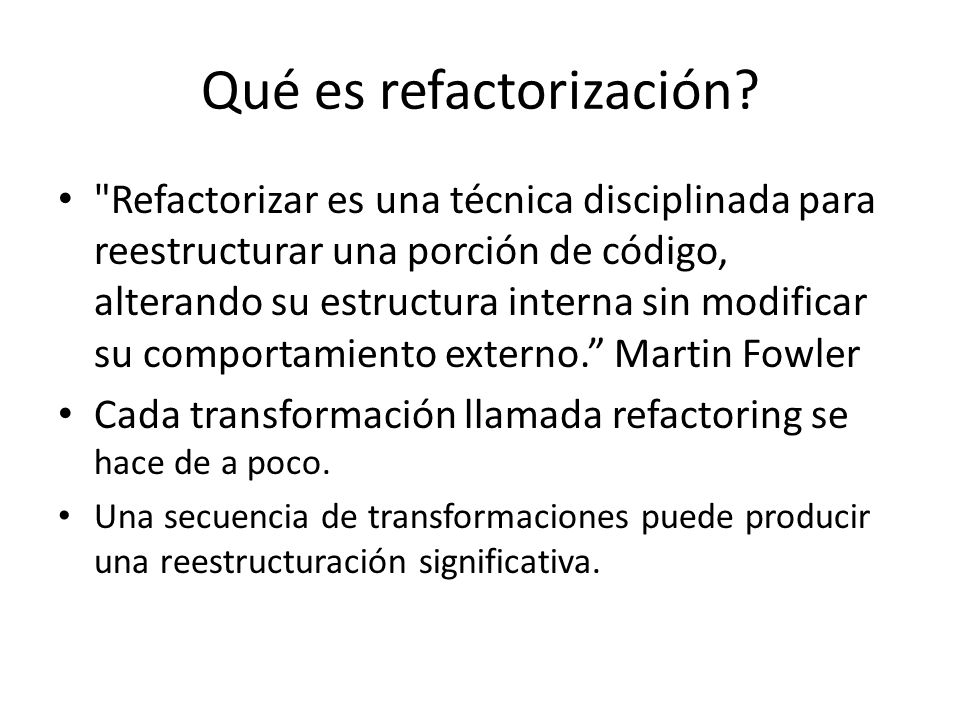 Qué es refactorización?
• "Refactorizar es una técnica disciplinada para
reestructurar una porción de código,
alterando su estructura interna sin modificar
su comportamiento externo.” Martin Fowler
• Cada transformación llamada refactoring se
hace de a poco.
• Una secuencia de transformaciones puede producir
una reestructuración significativa.